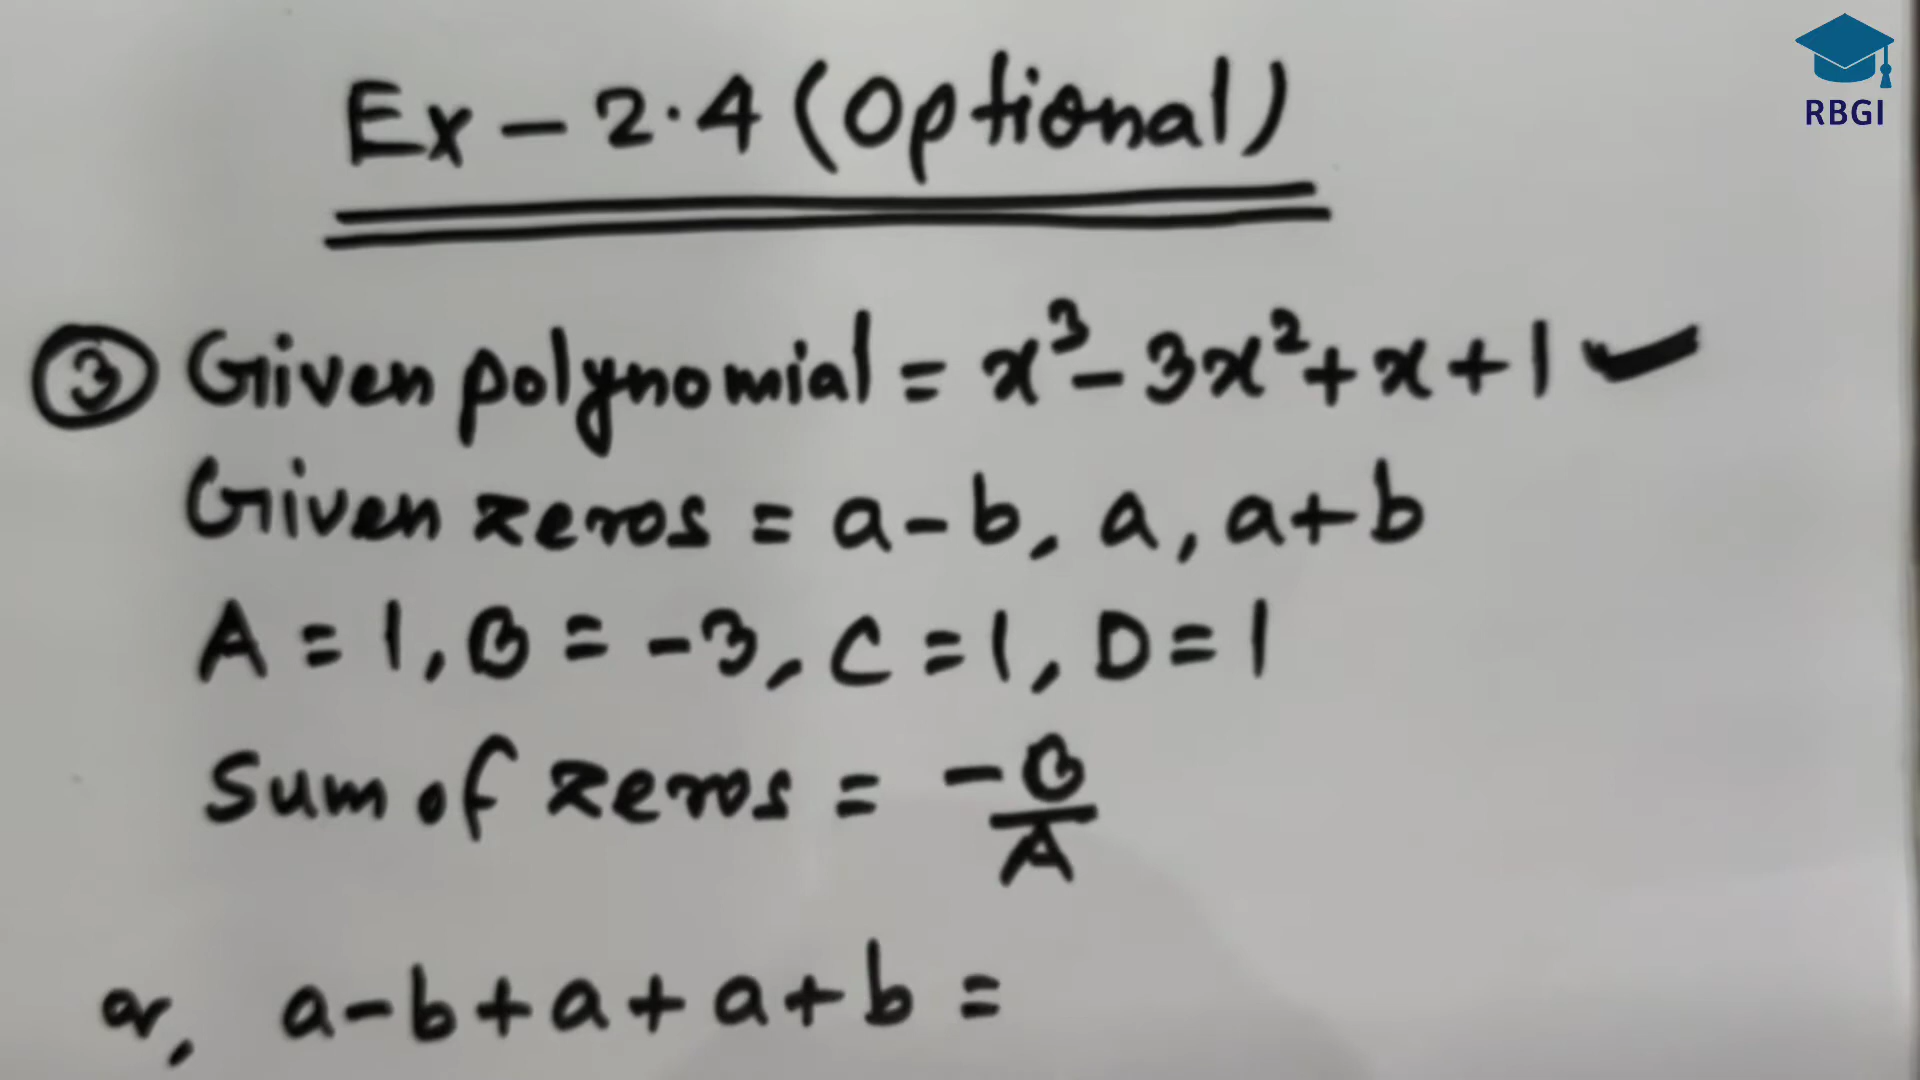 Ex - 2.4 (Optional)
RBGI
③ Given polynomial = x³ - 3x² + x + 1
Given zeros = a - b, a, a + b
A = 1, B = -3, C = 1, D = 1
Sum of zeros = -B/A
or, a - b + a + a + b =